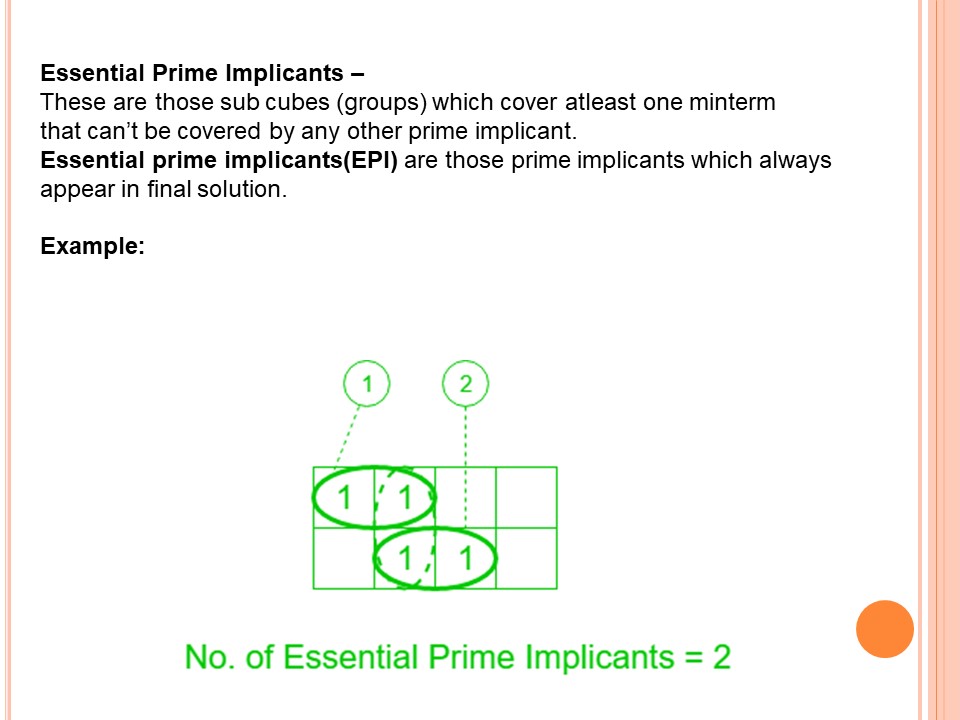 Essential Prime Implicants –
These are those sub cubes (groups) which cover atleast one minterm
that can’t be covered by any other prime implicant.
Essential prime implicants(EPI) are those prime implicants which always
appear in final solution.
Example:
1 2
1 1
1 1
No. of Essential Prime Implicants = 2